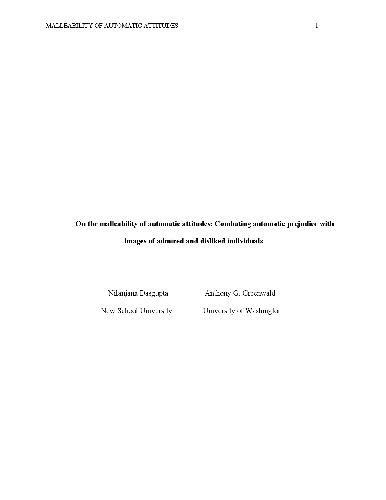 MALLEABILITY OF AUTOMATIC ATTITUDES 1
On the malleability of automatic attitudes: Combating automatic prejudice with
images of admired and disliked individuals
Nilanjana Dasgupta Anthony G. Greenwald
New School University University of Washington